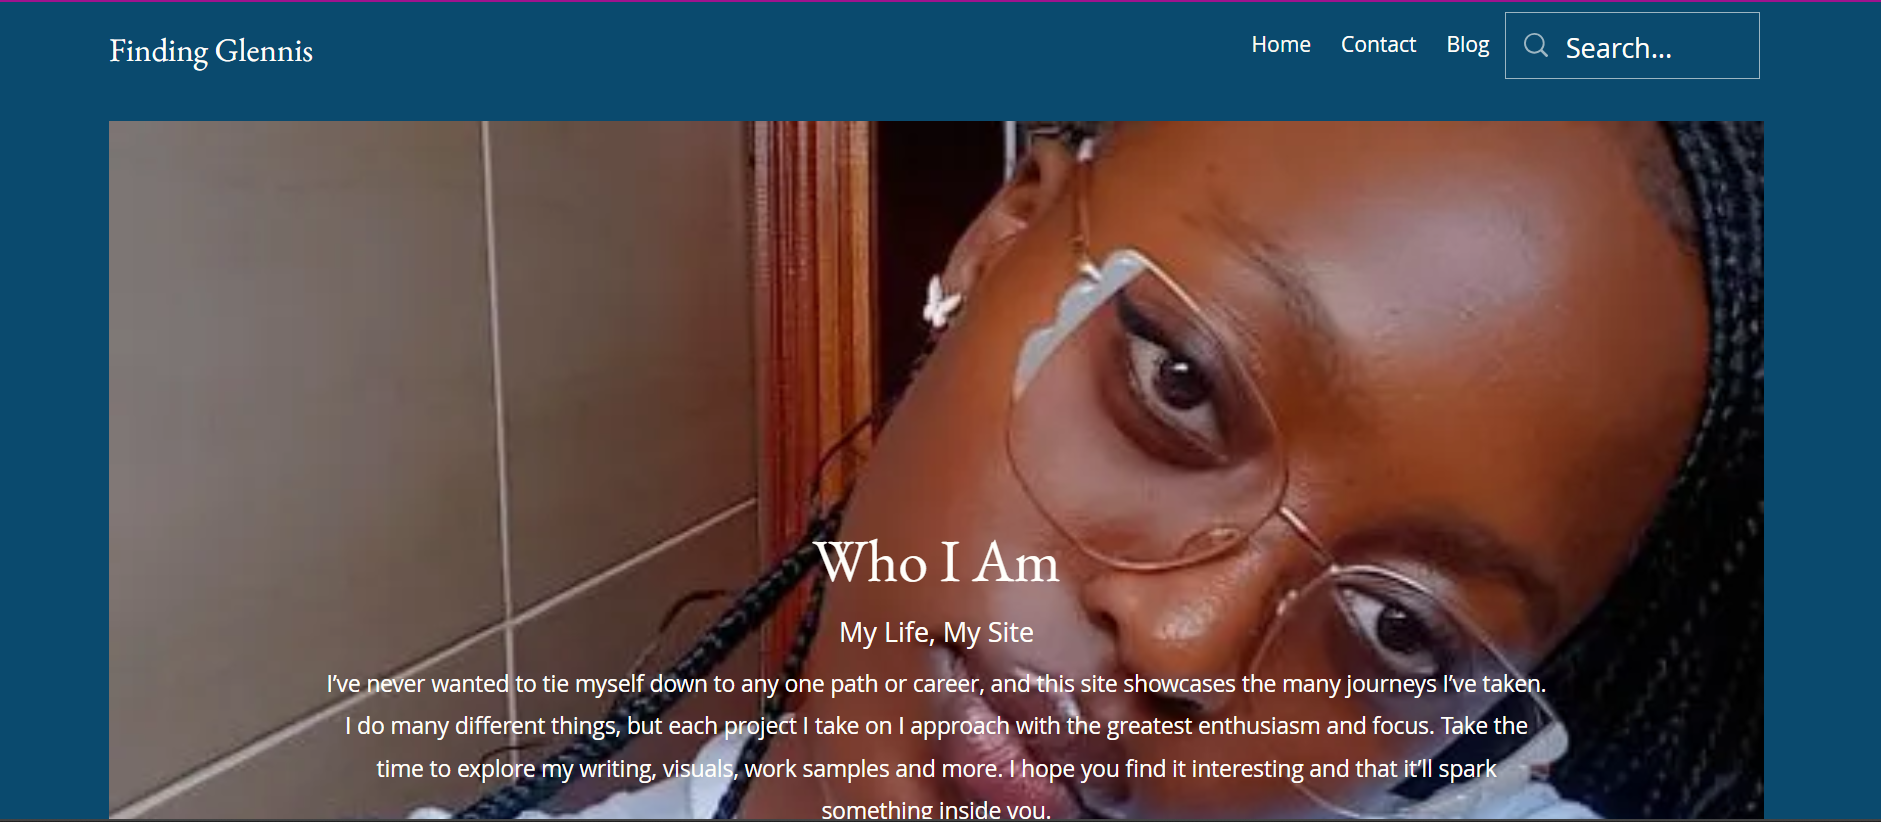 Finding Glennis
Home
Contact
Blog
Search...
Who I Am
My Life, My Site
I’ve never wanted to tie myself down to any one path or career, and this site showcases the many journeys I’ve taken.
I do many different things, but each project I take on I approach with the greatest enthusiasm and focus. Take the
time to explore my writing, visuals, work samples and more. I hope you find it interesting and that it’ll spark
something inside you.